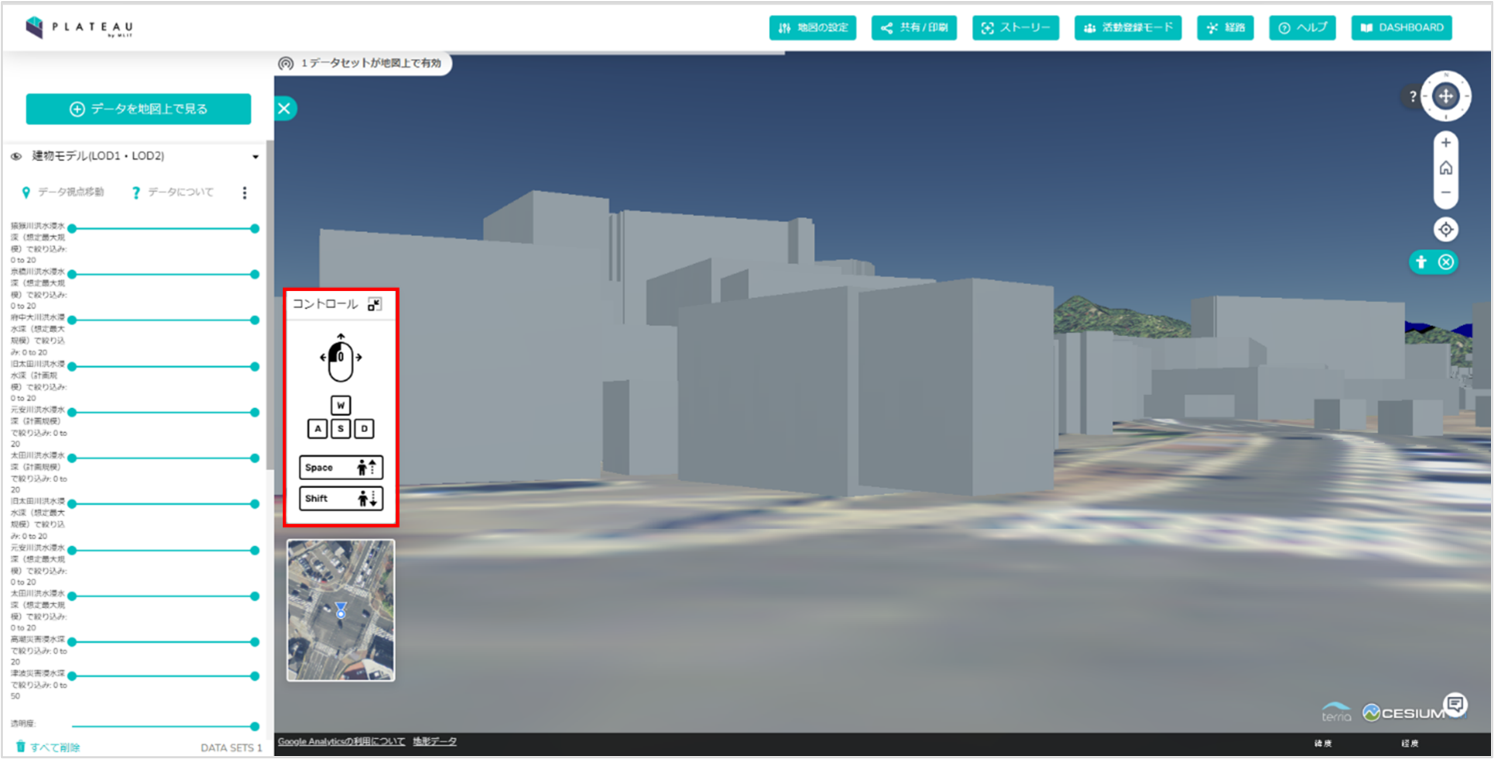 PLATEAU
by MLIT
地図の設定
共有/印刷
ストーリー
活動登録モード
経路
ヘルプ
DASHBOARD
1データセットが地図上で有効
データを地図上で見る
建物モデル(LOD1・LOD2)
データ視点移動
データについて
猿猴川洪水浸水
深（想定最大規
模）で絞り込み:
0 to 20
京橋川洪水浸水
深（想定最大規
模）で絞り込み:
0 to 20
府中大川洪水浸
水深（想定最大
規模）で絞り込
み: 0 to 20
旧太田川洪水浸
水深（計画規
模）で絞り込み:
0 to 20
元安川洪水浸水
深（計画規模）
で絞り込み: 0 to
20
太田川洪水浸水
深（計画規模）
で絞り込み: 0 to
20
旧太田川洪水浸
水深（想定最大
規模）で絞り込
み: 0 to 20
元安川洪水浸水
深（想定最大規
模）で絞り込み:
0 to 20
太田川洪水浸水
深（想定最大規
模）で絞り込み:
0 to 20
高潮災害浸水深
で絞り込み: 0 to
20
津波災害浸水深
で絞り込み: 0 to
50
透明度:
すべて削除
DATA SETS 1
コントロール
W
A S D
Space
Shift
?
N
terria
CESIUM
Google Analyticsの利用について 地形データ
緯度
経度